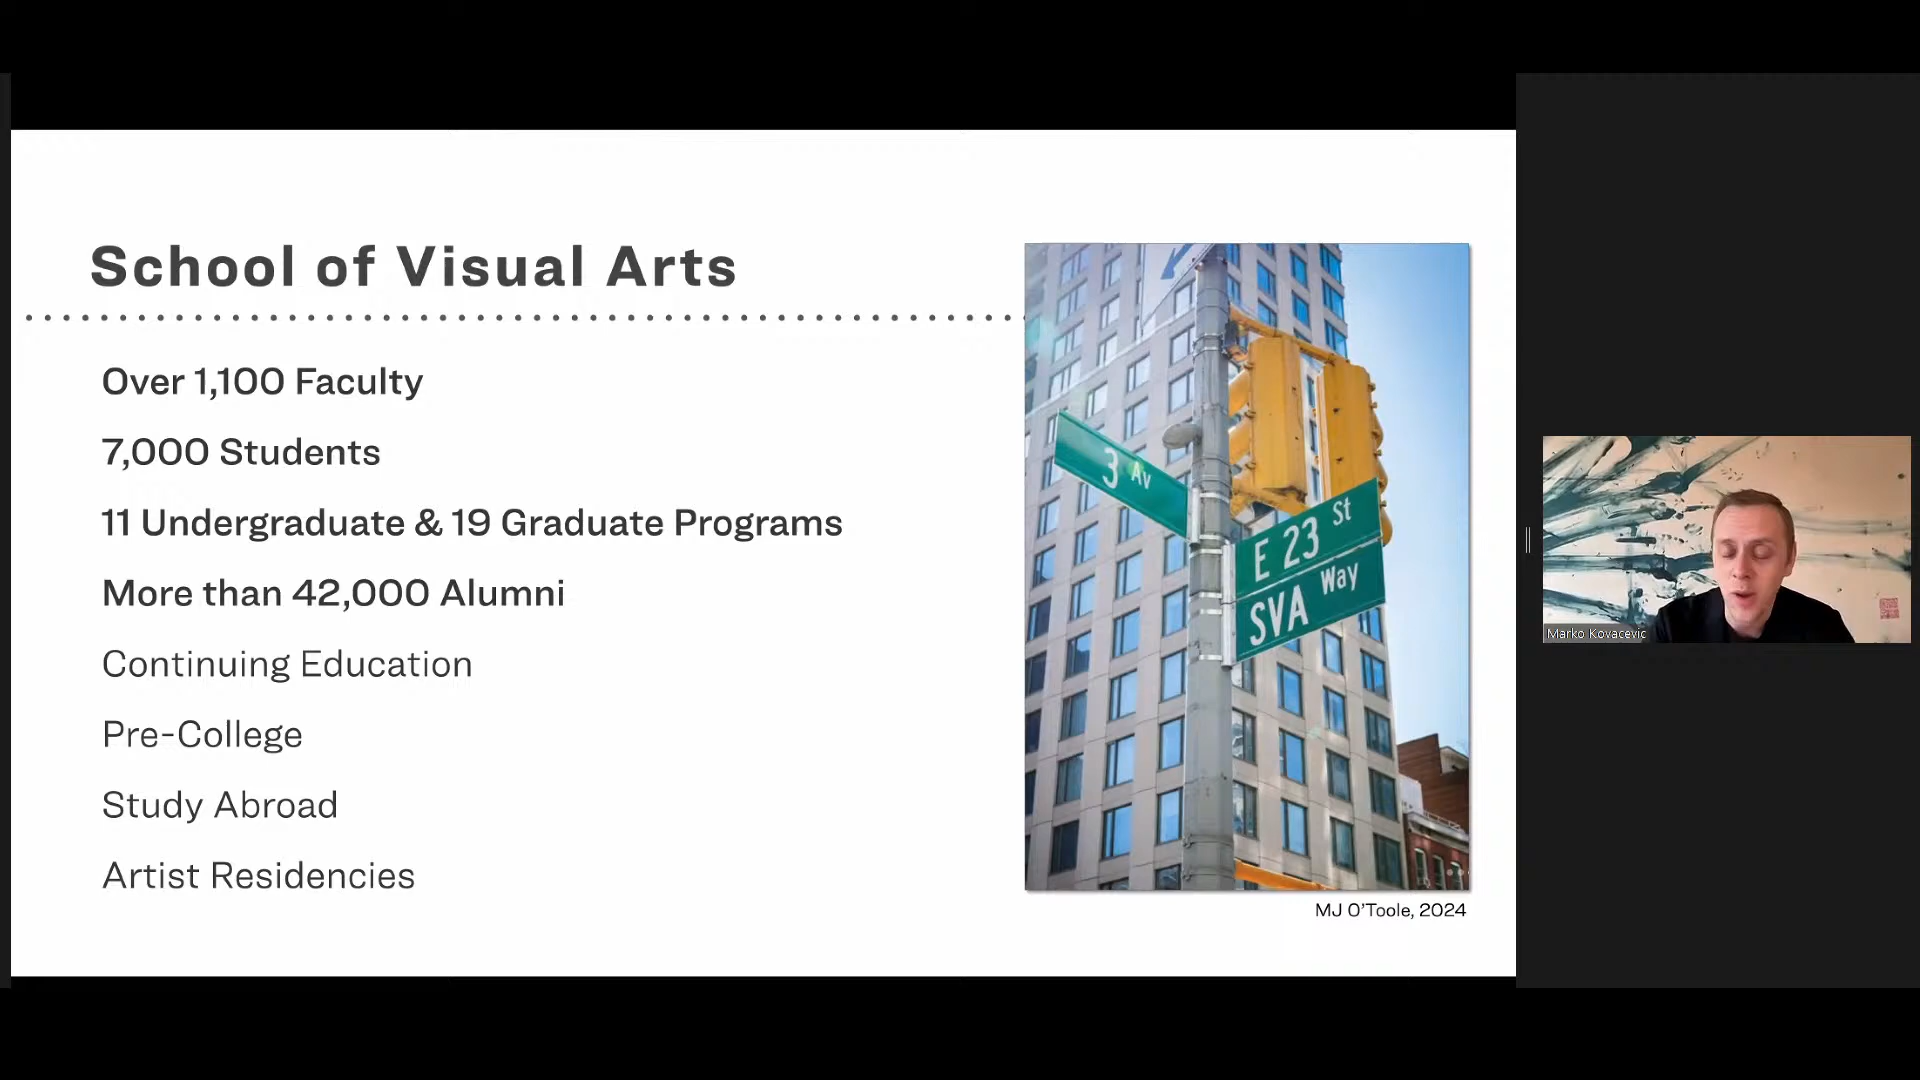 School of Visual Arts
Over 1,100 Faculty
7,000 Students
11 Undergraduate & 19 Graduate Programs
More than 42,000 Alumni
Continuing Education
Pre-College
Study Abroad
Artist Residencies
3 Av
E 23 St
SVA Way
MJ O'Toole, 2024
Marko Kovacevic